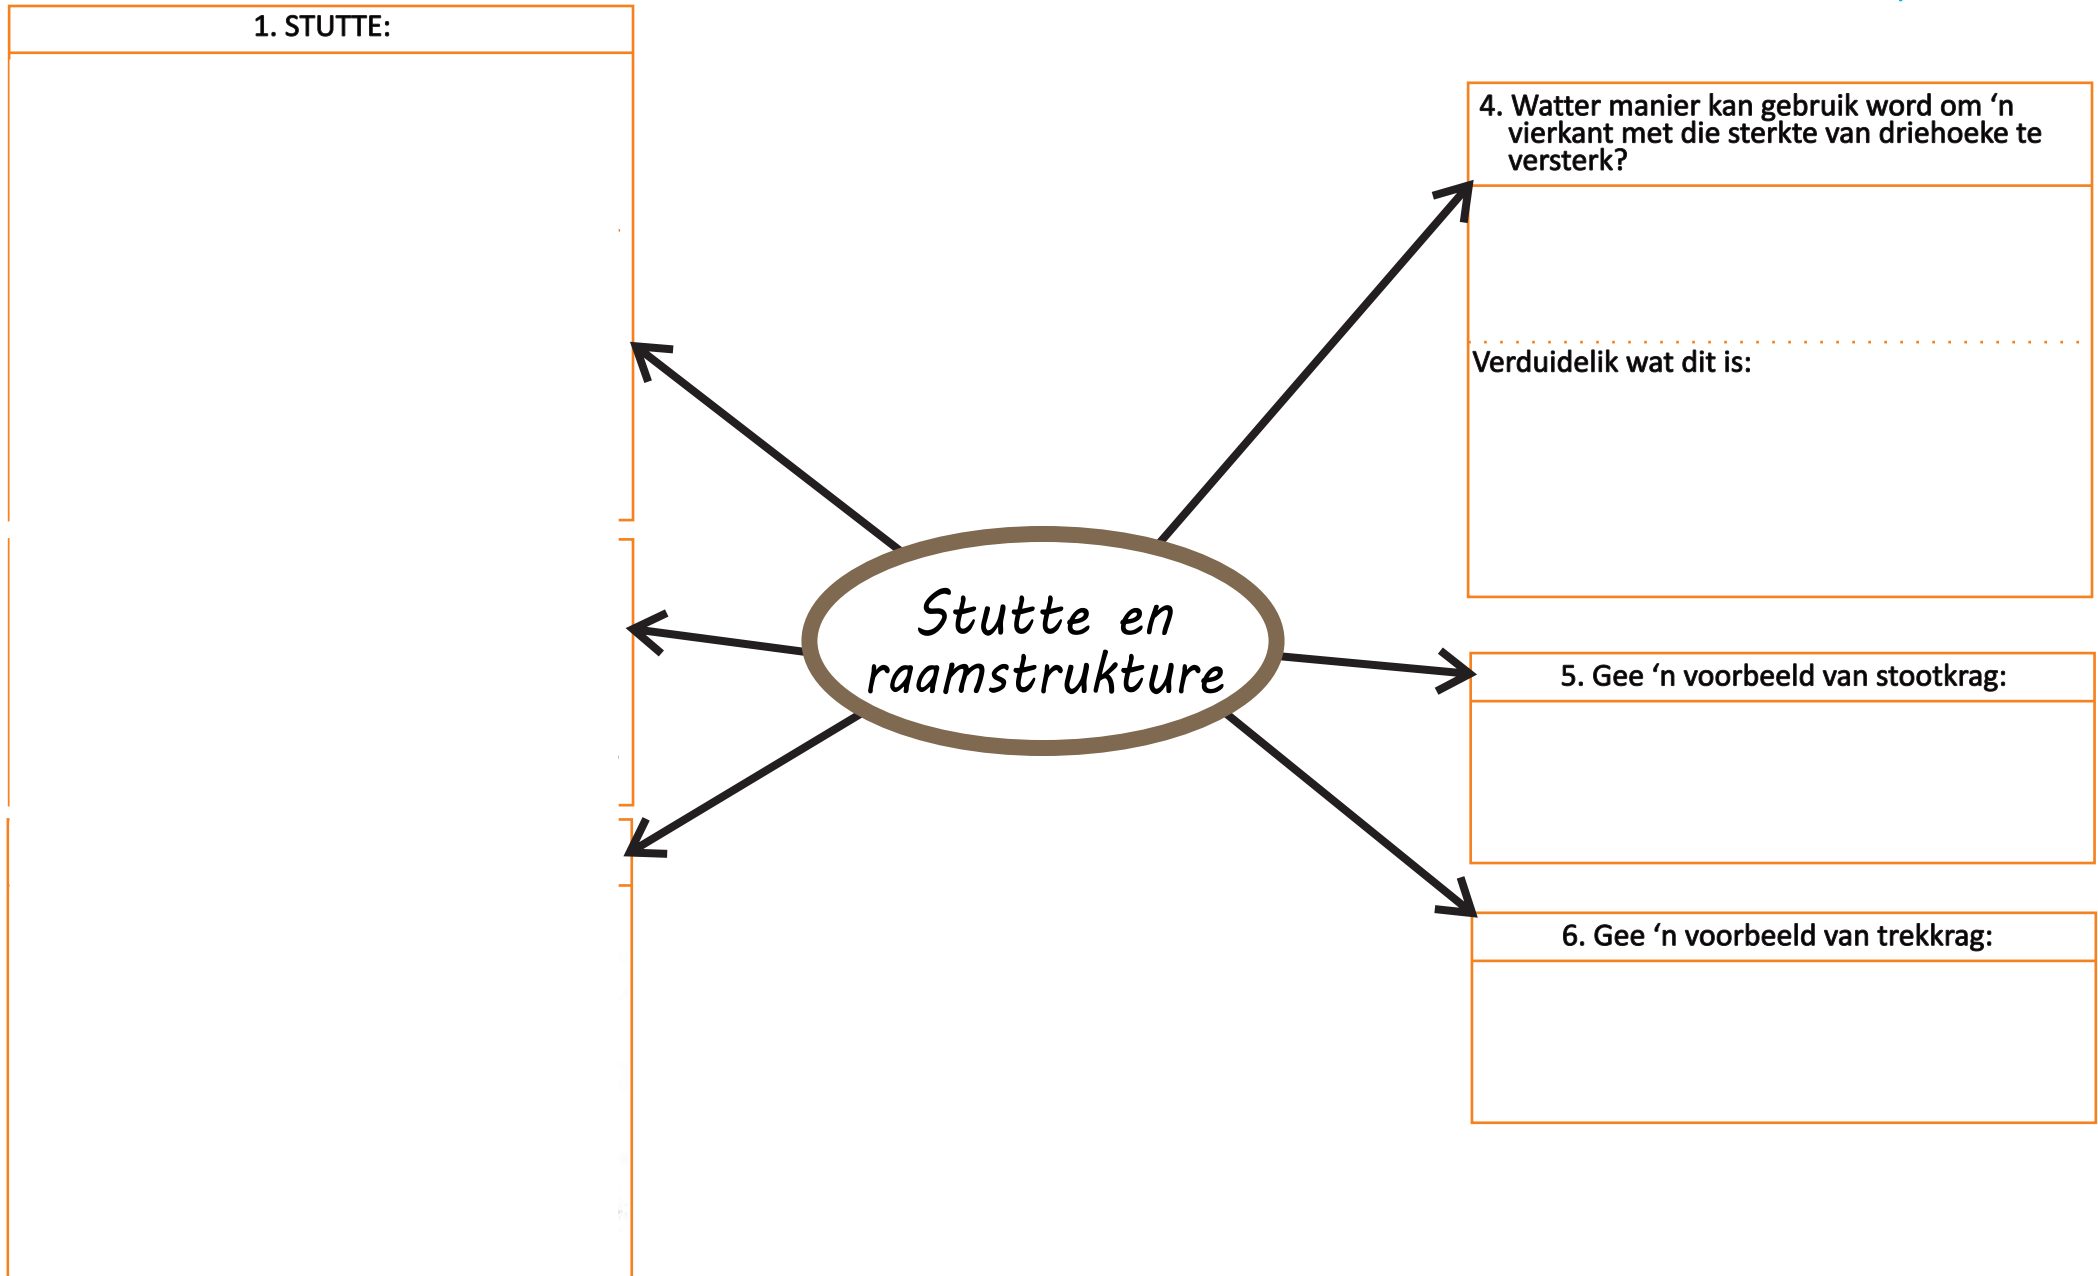 1. STUTTE:
Stutte en
raamstrukture
4. Watter manier kan gebruik word om ‘n
vierkant met die sterkte van driehoeke te
versterk?
Verduidelik wat dit is:
5. Gee ‘n voorbeeld van stootkrag:
6. Gee ‘n voorbeeld van trekkrag: